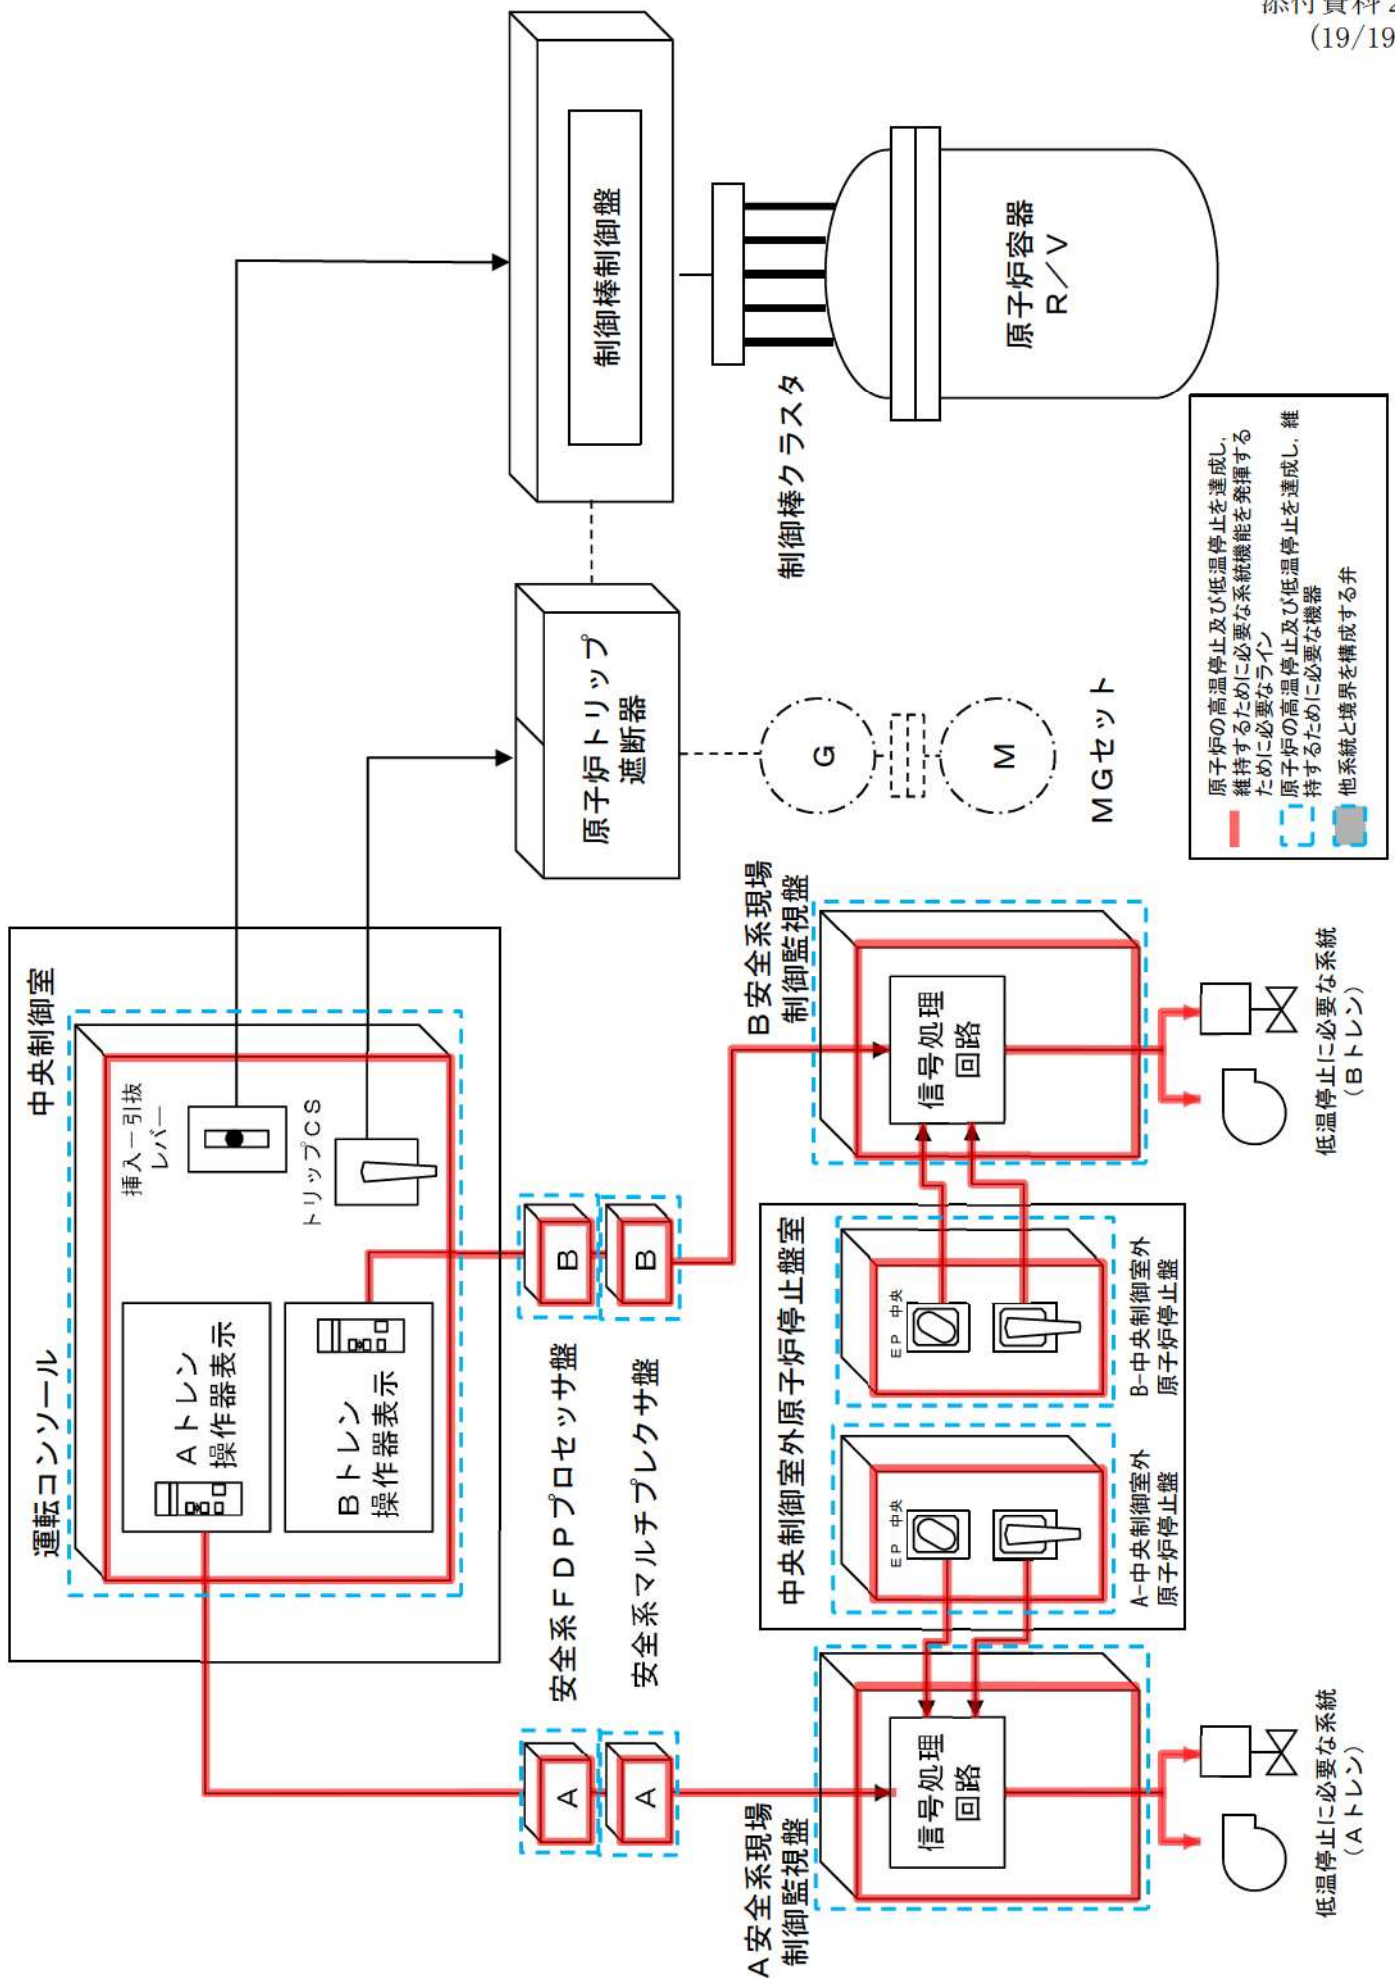 添付資料2
(19/19
中央制御室
運転コンソール
挿入ー引抜
レバー
トリップCS
Aトレン
操作器表示
Bトレン
操作器表示
制御棒制御盤
原子炉トリップ
遮断器
制御棒クラスタ
原子炉容器
R/V
G
M
MGセット
安全系FDPプロセッサ盤
安全系マルチプレクサ盤
A
A
B
B
A安全系現場
制御監視盤
信号処理
回路
B安全系現場
制御監視盤
信号処理
回路
中央制御室外原子炉停止盤室
EP 中央
A-中央制御室外
原子炉停止盤
EP 中央
B-中央制御室外
原子炉停止盤
低温停止に必要な系統
(Aトレン)
低温停止に必要な系統
(Bトレン)
原子炉の高温停止及び低温停止を達成し,
維持するために必要な系統機能を発揮する
ために必要なライン
原子炉の高温停止及び低温停止を達成し, 維
持するために必要な機器
他系統と境界を構成する弁